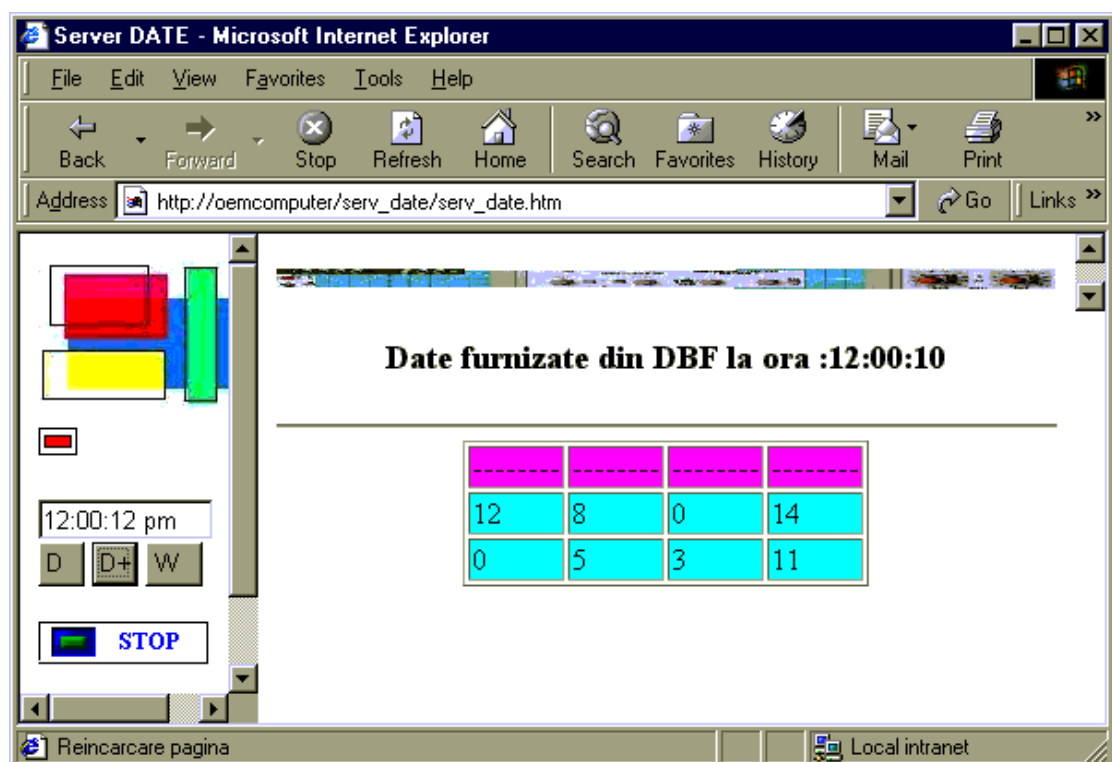 Server DATE - Microsoft Internet Explorer
File Edit View Favorites Tools Help
Back Forward Stop Refresh Home Search Favorites History Mail Print »
Address http://oemcomputer/serv_date/serv_date.htm Go Links »
Date furnizate din DBF la ora :12:00:10
-------- -------- -------- --------
12 8 0 14
0 5 3 11
12:00:12 pm
D D+ W
STOP
Reincarcare pagina Local intranet